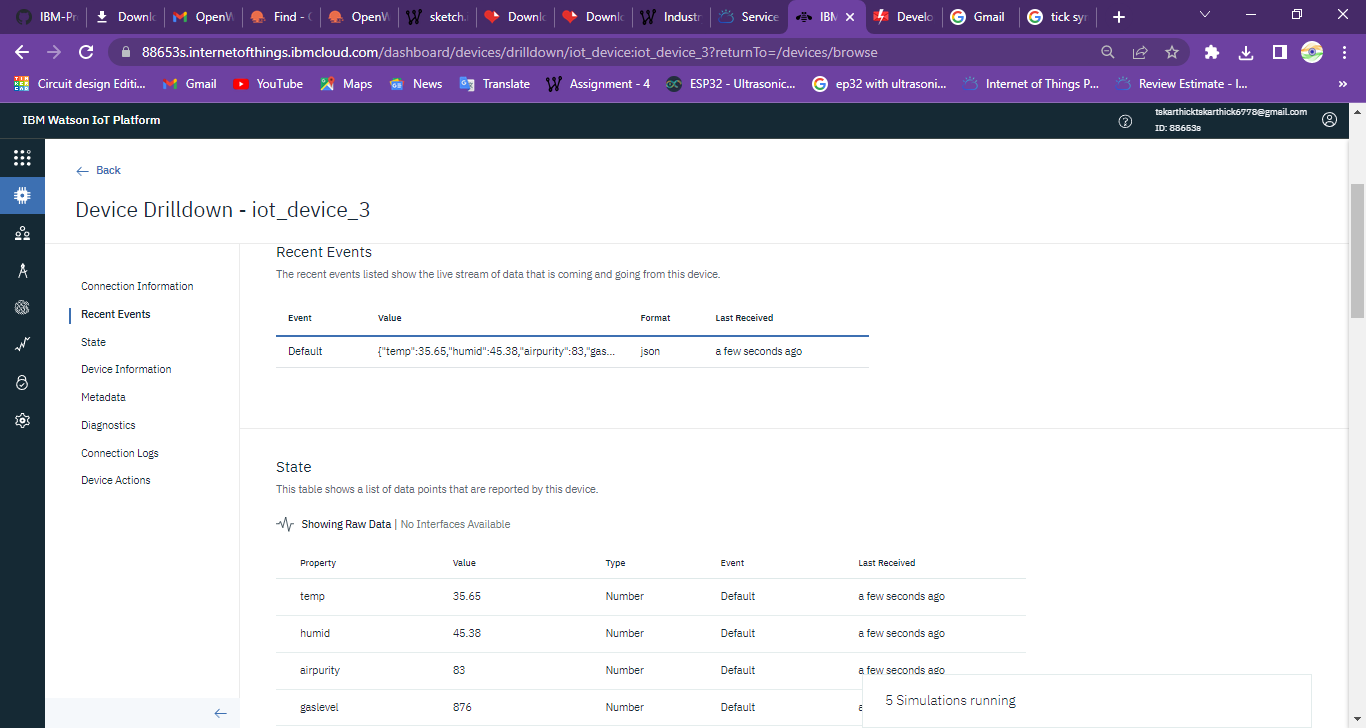 IBM-Pr Downl OpenW Find - OpenW sketch. Downlo Downlo Industr Service IBM Develo Gmail tick syr
88653s.internetofthings.ibmcloud.com/dashboard/devices/drilldown/iot_device:iot_device_3?returnTo=/devices/browse
Circuit design Editi... Gmail YouTube Maps News Translate Assignment - 4 ESP32 - Ultrasonic... ep32 with ultrasoni... Internet of Things P... Review Estimate - I... »
IBM Watson IoT Platform
tskarthicktskarthick6778@gmail.com
ID: 88653s
Back
Device Drilldown - iot_device_3
Connection Information
Recent Events
State
Device Information
Metadata
Diagnostics
Connection Logs
Device Actions
Recent Events
The recent events listed show the live stream of data that is coming and going from this device.
Event Value Format Last Received
Default {"temp":35.65,"humid":45.38,"airpurity":83,"gas... json a few seconds ago
State
This table shows a list of data points that are reported by this device.
Showing Raw Data | No Interfaces Available
Property Value Type Event Last Received
temp 35.65 Number Default a few seconds ago
humid 45.38 Number Default a few seconds ago
airpurity 83 Number Default a few seconds ago
gaslevel 876 Number Default a
5 Simulations running